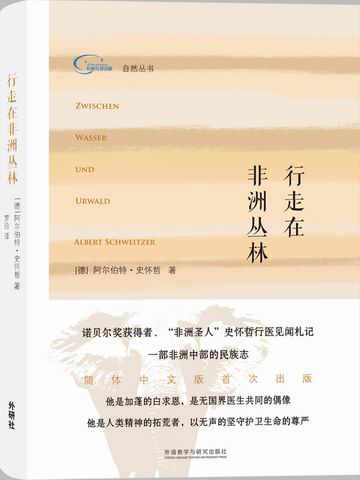 自然丛书
ZWISCHEN
WASSER
UND
URWALD
ALBERT SCHWEITZER
行走在
非洲丛林
[德] 阿尔伯特·史怀哲 著
诺贝尔奖获得者、“非洲圣人”史怀哲行医见闻札记
一部非洲中部的民族志
简体中文版首次出版
他是加蓬的白求恩，是无国界医生共同的偶像
他是人类精神的拓荒者，以无声的坚守护卫生命的尊严
外语教学与研究出版社
FOREIGN LANGUAGE TEACHING AND RESEARCH PRESS
行走在非洲丛林
[德] 阿尔伯特·史怀哲 著
罗玲 译
外研社